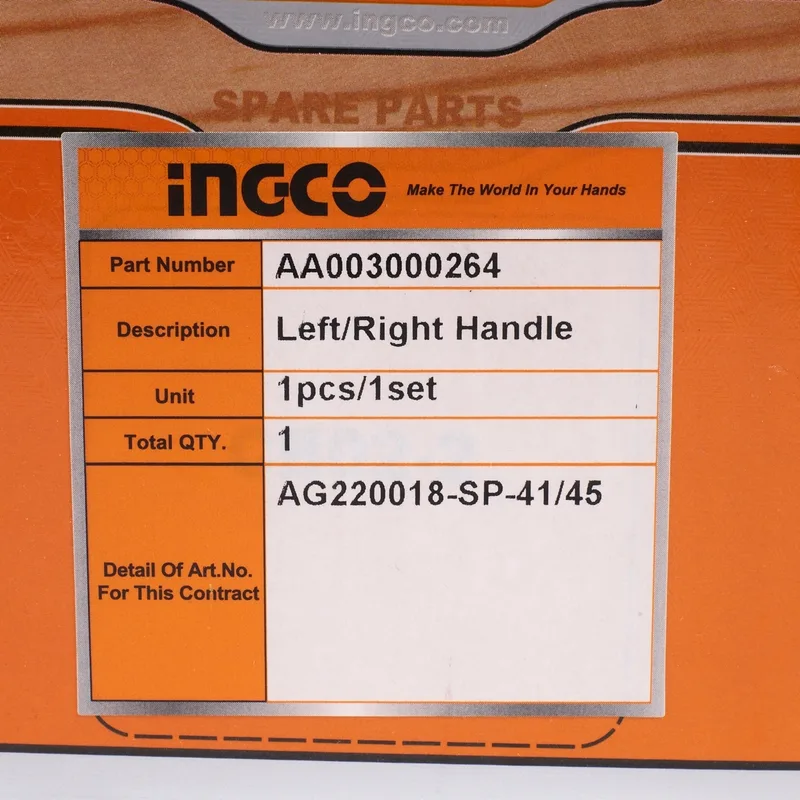 www.ingco.com
SPARE PARTS
INGCO Make The World In Your Hands
Part Number AA003000264
Description Left/Right Handle
Unit 1pcs/1set
Total QTY. 1
AG220018-SP-41/45
Detail Of Art.No.
For This Contract